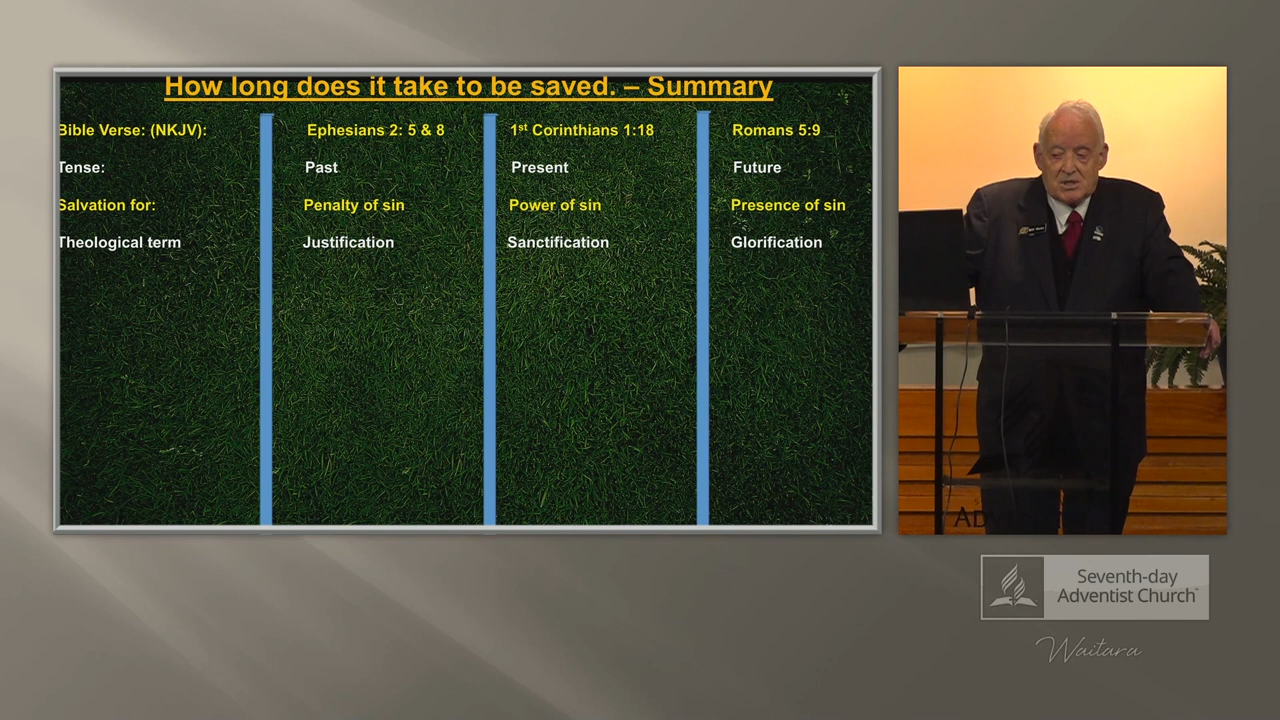 How long does it take to be saved. – Summary
Bible Verse: (NKJV): Ephesians 2: 5 & 8 1st Corinthians 1:18 Romans 5:9
Tense: Past Present Future
Salvation for: Penalty of sin Power of sin Presence of sin
Theological term Justification Sanctification Glorification
AD
Seventh-day
Adventist Church
Waitara